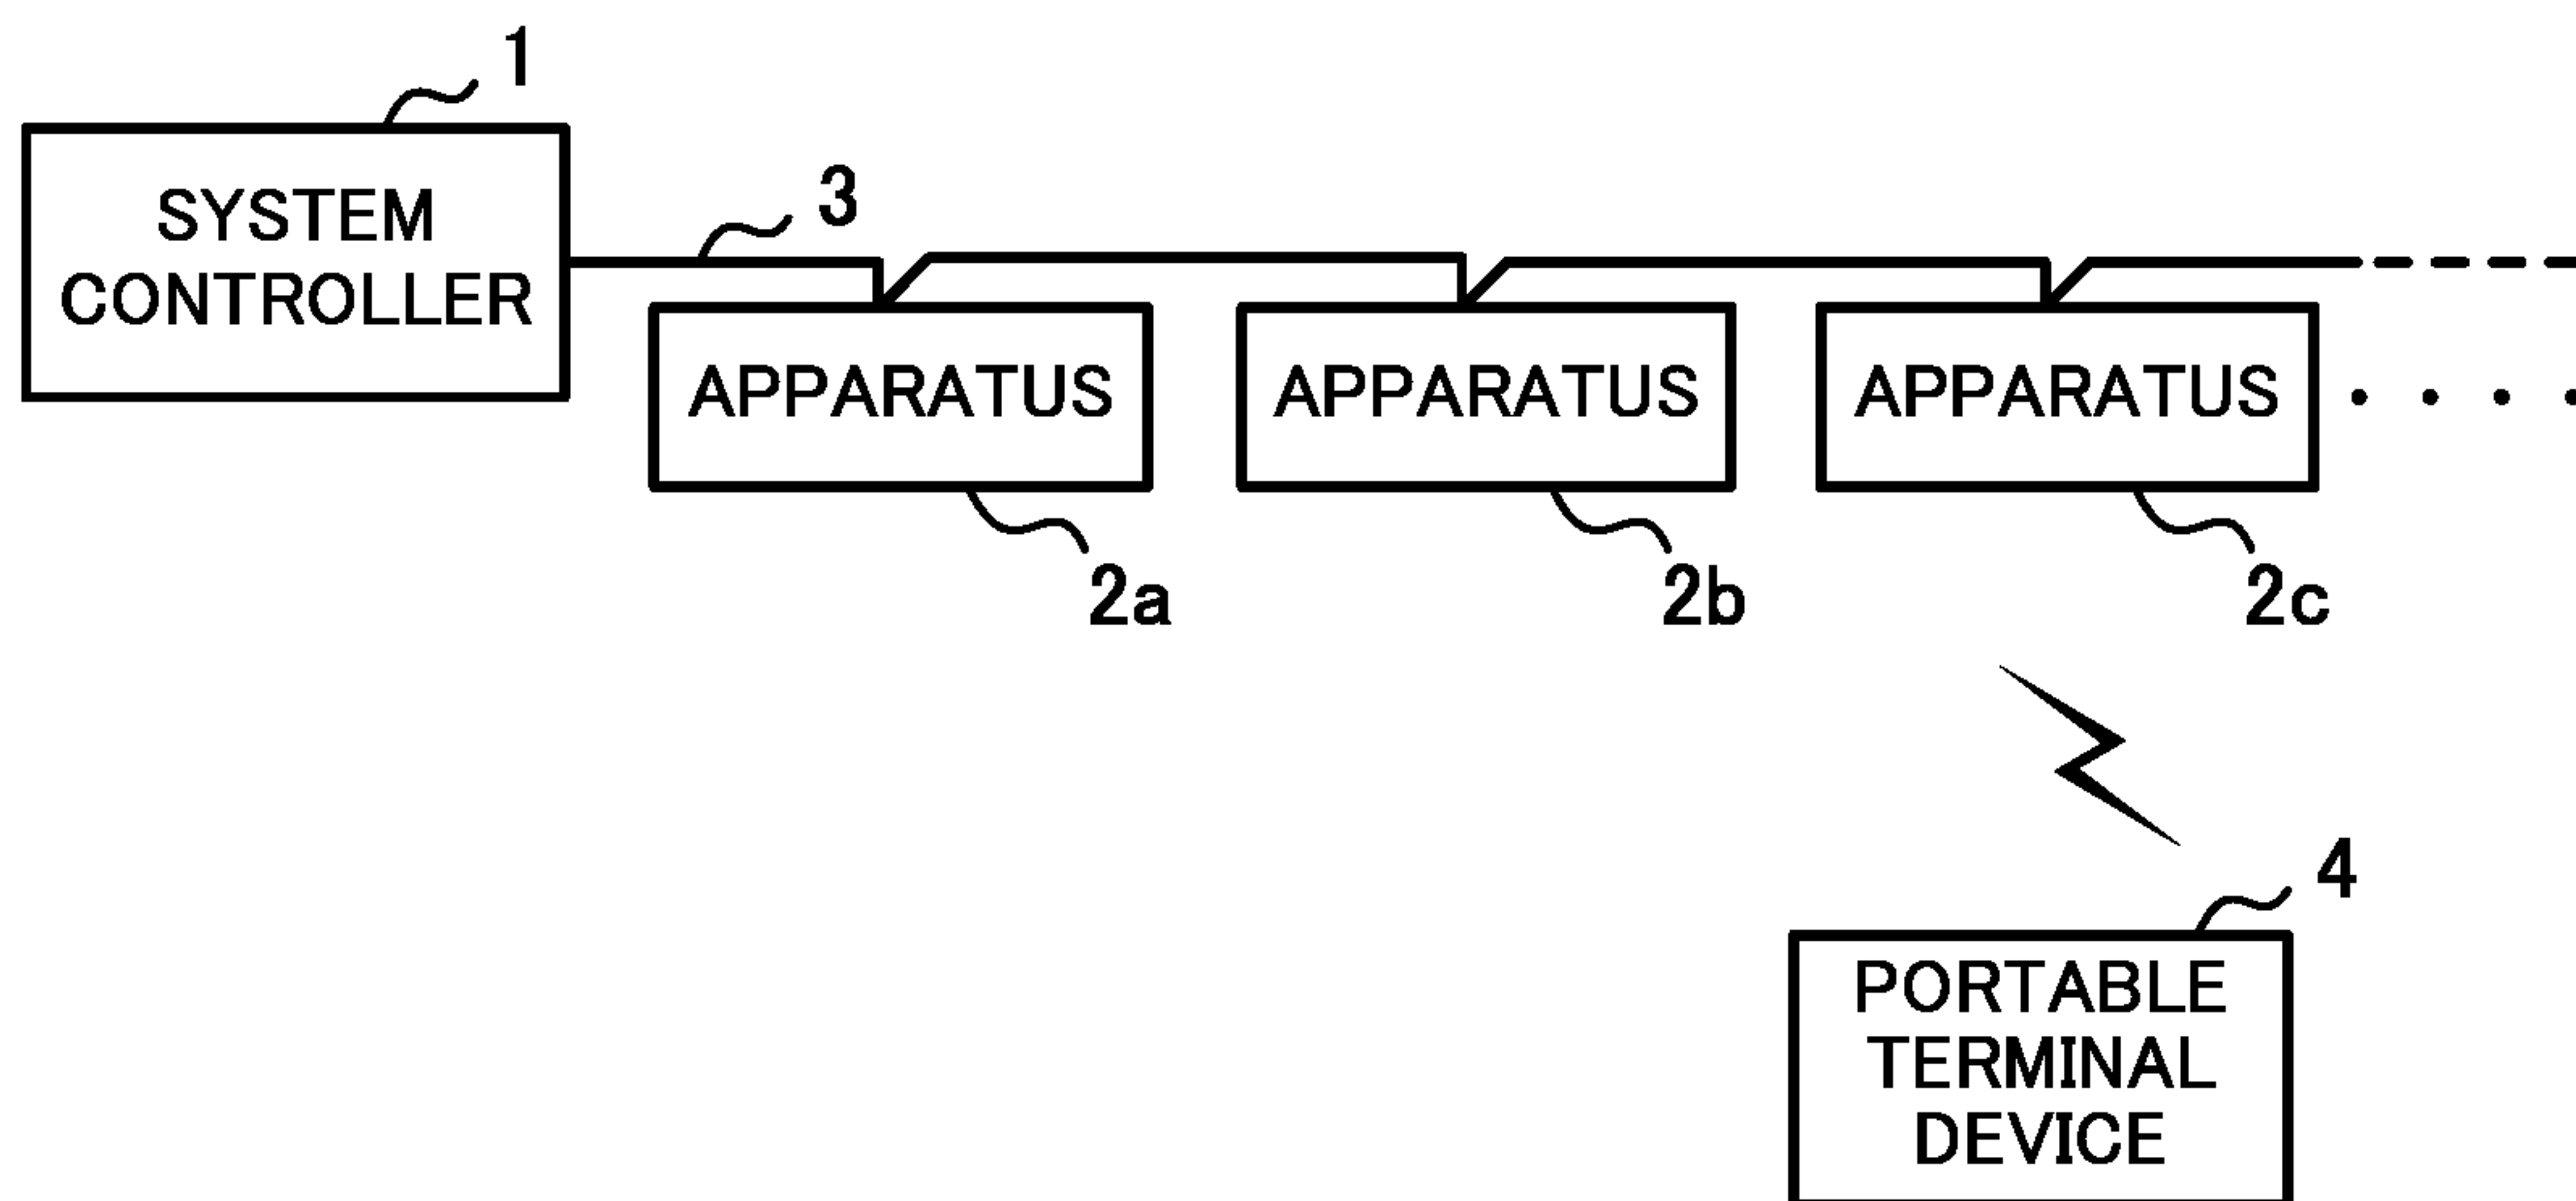 1
SYSTEM
CONTROLLER
3
APPARATUS
APPARATUS
APPARATUS
2a
2b
2c
4
PORTABLE
TERMINAL
DEVICE